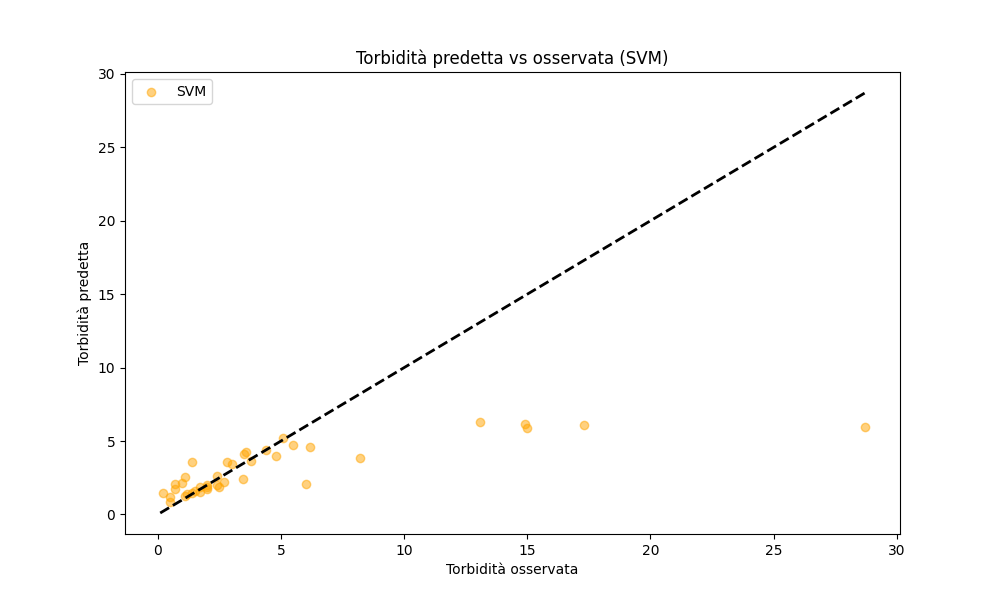 Torbidità predetta vs osservata (SVM)
SVM
30
25
20
15
10
5
0
Torbidità predetta
0 5 10 15 20 25 30
Torbidità osservata